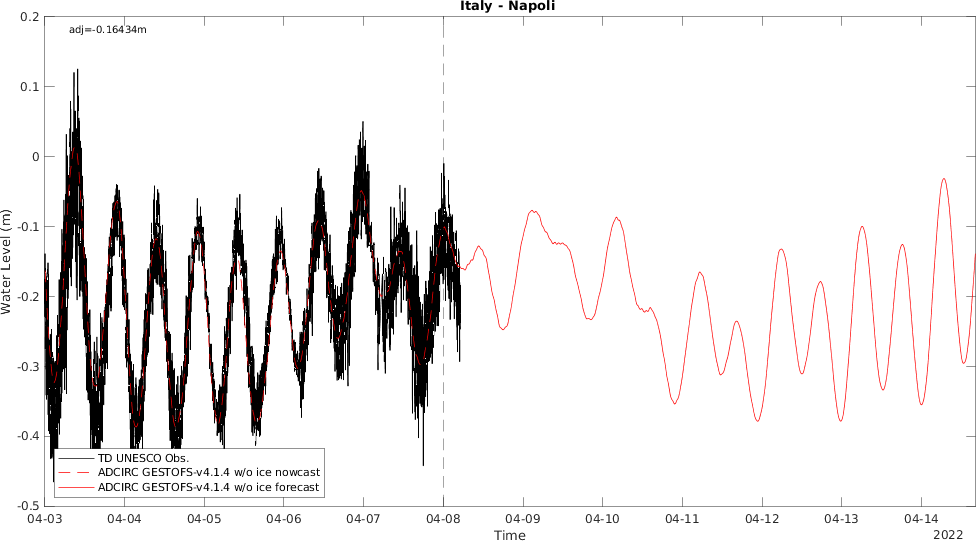 Italy - Napoli
adj=-0.16434m
0.2
0.1
0
-0.1
-0.2
-0.3
-0.4
-0.5
Water Level (m)
TD UNESCO Obs.
ADCIRC GESTOFS-v4.1.4 w/o ice nowcast
ADCIRC GESTOFS-v4.1.4 w/o ice forecast
04-03 04-04 04-05 04-06 04-07 04-08 04-09 04-10 04-11 04-12 04-13 04-14
Time
2022